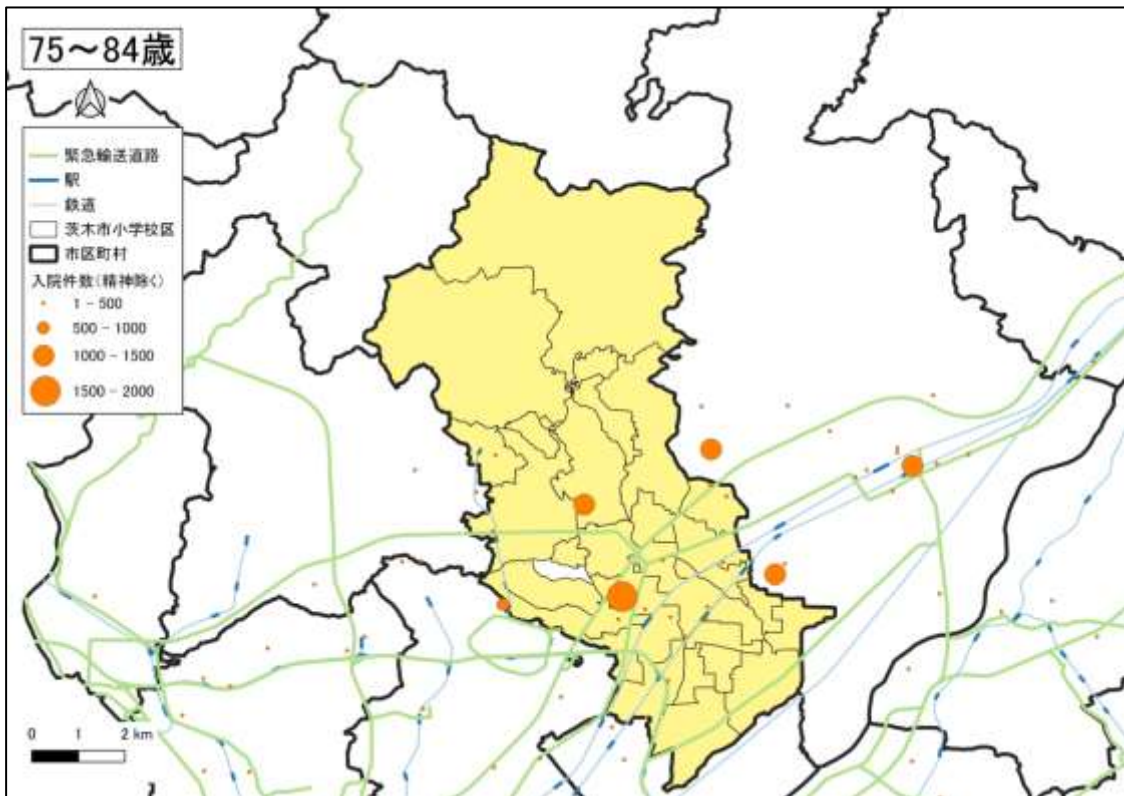 75～84歳
緊急輸送道路
駅
鉄道
茨木市小学校区
市区町村
入院件数(精神除く)
1 - 500
500 - 1000
1000 - 1500
1500 - 2000
0 1 2 km